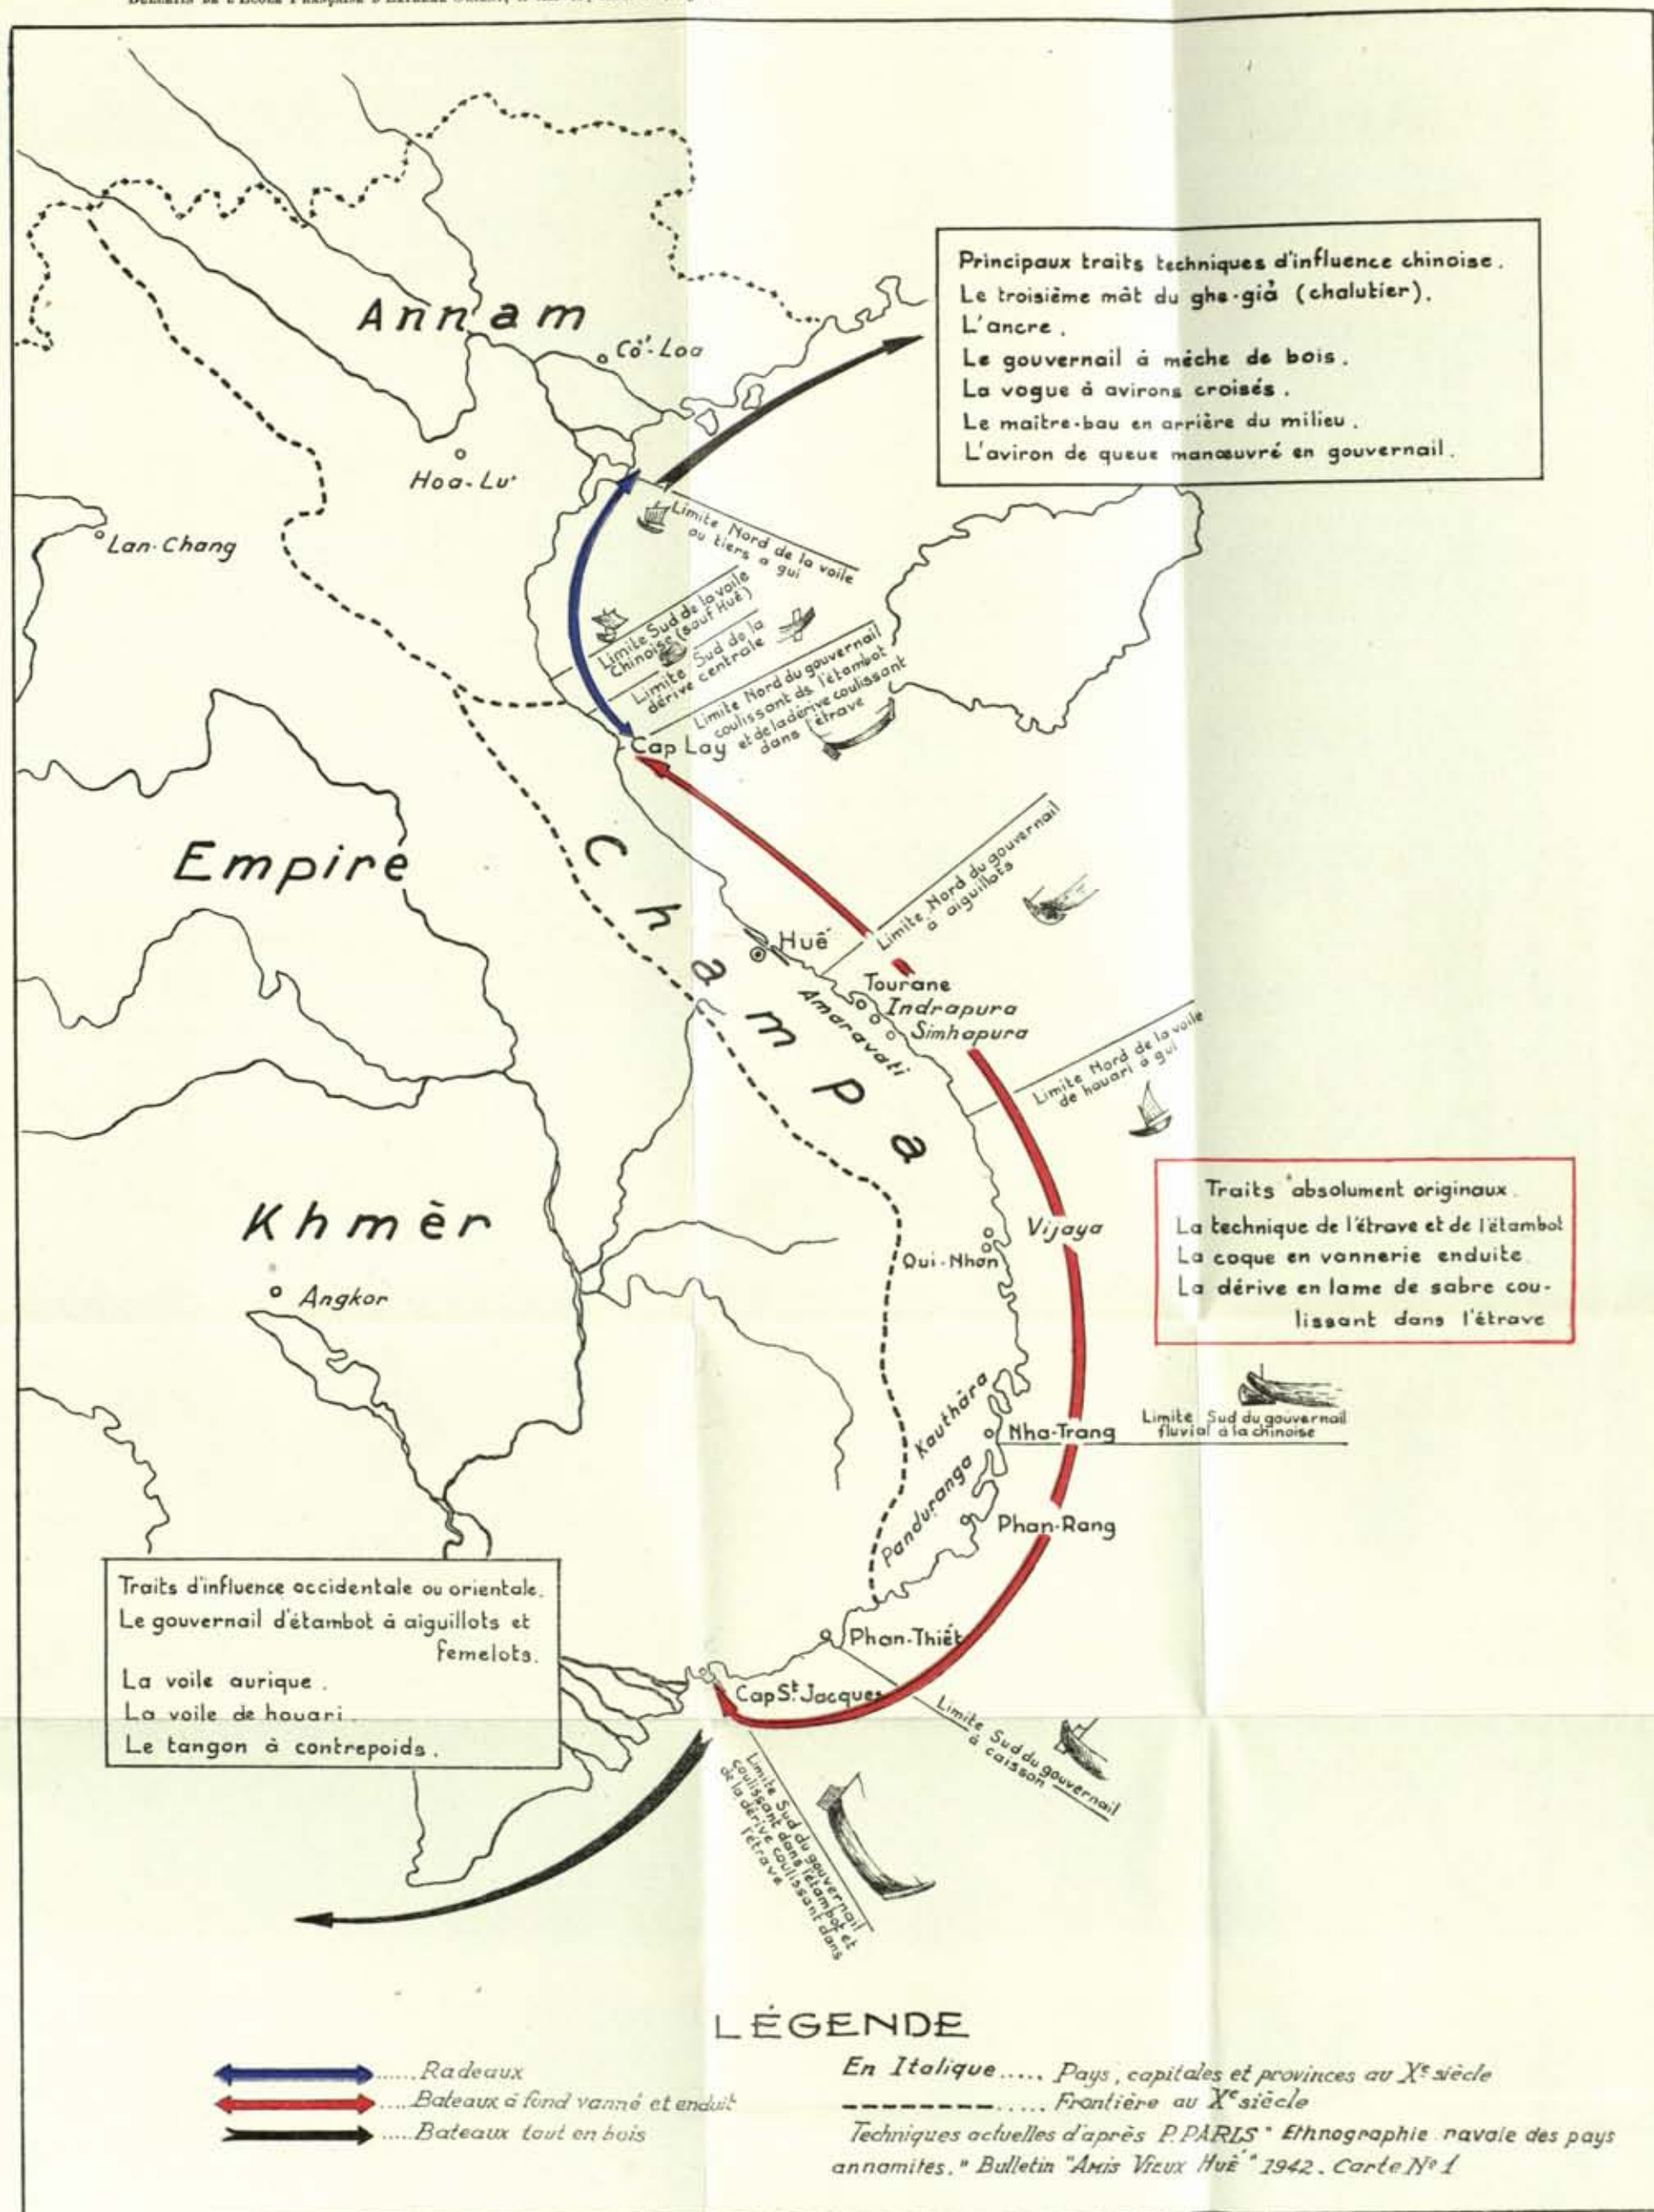 Annam
Cô-Loa
Hoa-Lư
Lan-Chang
Principaux traits techniques d'influence chinoise.
Le troisième mât du ghe-giả (chalutier).
L'ancre.
Le gouvernail à mèche de bois.
La vogue à avirons croisés.
Le maître-bau en arrière du milieu.
L'aviron de queue manœuvré en gouvernail.
Limite Nord de la voile
au tiers a gui
Limite Sud de la voile
Chinoise (sauf Huê)
Limite Sud de la
dérive centrale
Limite Nord du gouvernail
coulissant ds l'étambot
et de la dérive coulissant
dans l'étrave
Cap Lay
Empire
Champa
Limite Nord du gouvernail
à aiguillots
Huê
Tourane
Indrapura
Simhapura
Amaravati
Limite Nord de la voile
de houari à gui
Khmèr
Angkor
Vijaya
Qui-Nhon
Traits absolument originaux.
La technique de l'étrave et de l'étambot
La coque en vannerie enduite
La dérive en lame de sabre cou-
lissant dans l'étrave
Kauthära
Nha-Trang
Limite Sud du gouvernail
fluvial à la chinoise
Panduranga
Phan-Rang
Traits d'influence occidentale ou orientale.
Le gouvernail d'étambot à aiguillots et
femelots.
La voile aurique.
La voile de houari.
Le tangon à contrepoids.
Phan-Thiết
Cap St. Jacques
Limite Sud du gouvernail
à caisson
Limite Sud du gouvernail
coulissant dans l'étambot et
de la dérive coulissant dans
l'étrave
LÉGENDE
.....Radeaux
....Bateaux à fond vanné et enduit
.....Bateaux tout en bois
En Italique..... Pays, capitales et provinces au Xe siècle
..... Frontière au Xe siècle
Techniques actuelles d'après P. PARIS "Ethnographie navale des pays
annamites." Bulletin "Amis Vieux Huê" 1942. Carte No 1